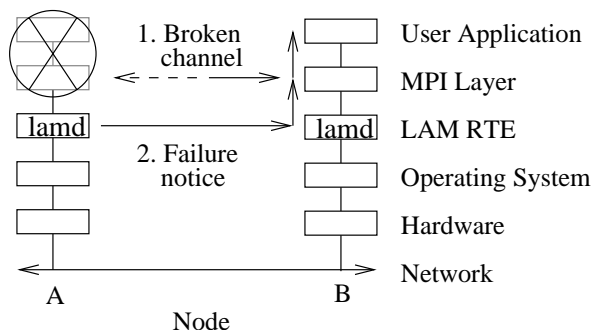 1. Broken
channel
User Application
MPI Layer
lamd
lamd
LAM RTE
2. Failure
notice
Operating System
Hardware
Network
A
B
Node